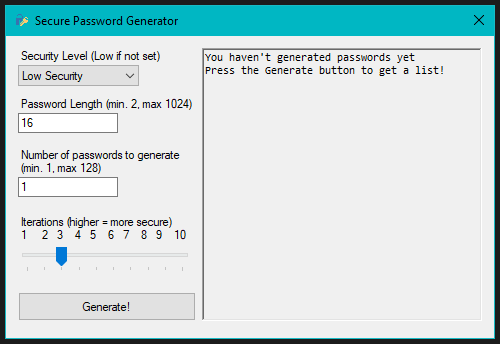 Secure Password Generator
Security Level (Low if not set)
Low Security
Password Length (min. 2, max 1024)
16
Number of passwords to generate
(min. 1, max 128)
1
Iterations (higher = more secure)
1 2 3 4 5 6 7 8 9 10
Generate!
You haven't generated passwords yet
Press the Generate button to get a list!